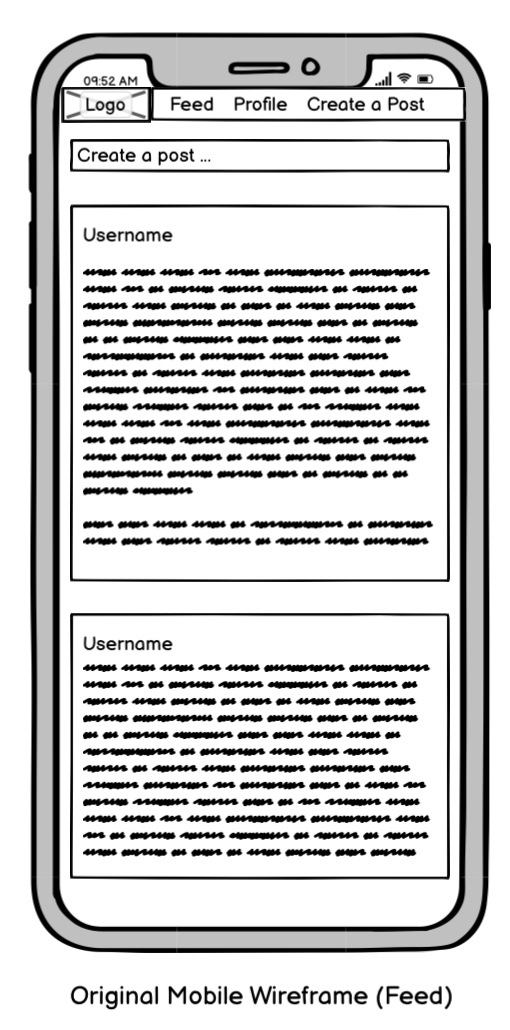 09:52 AM
Logo Feed Profile Create a Post
Create a post ...
Username
Username
Original Mobile Wireframe (Feed)